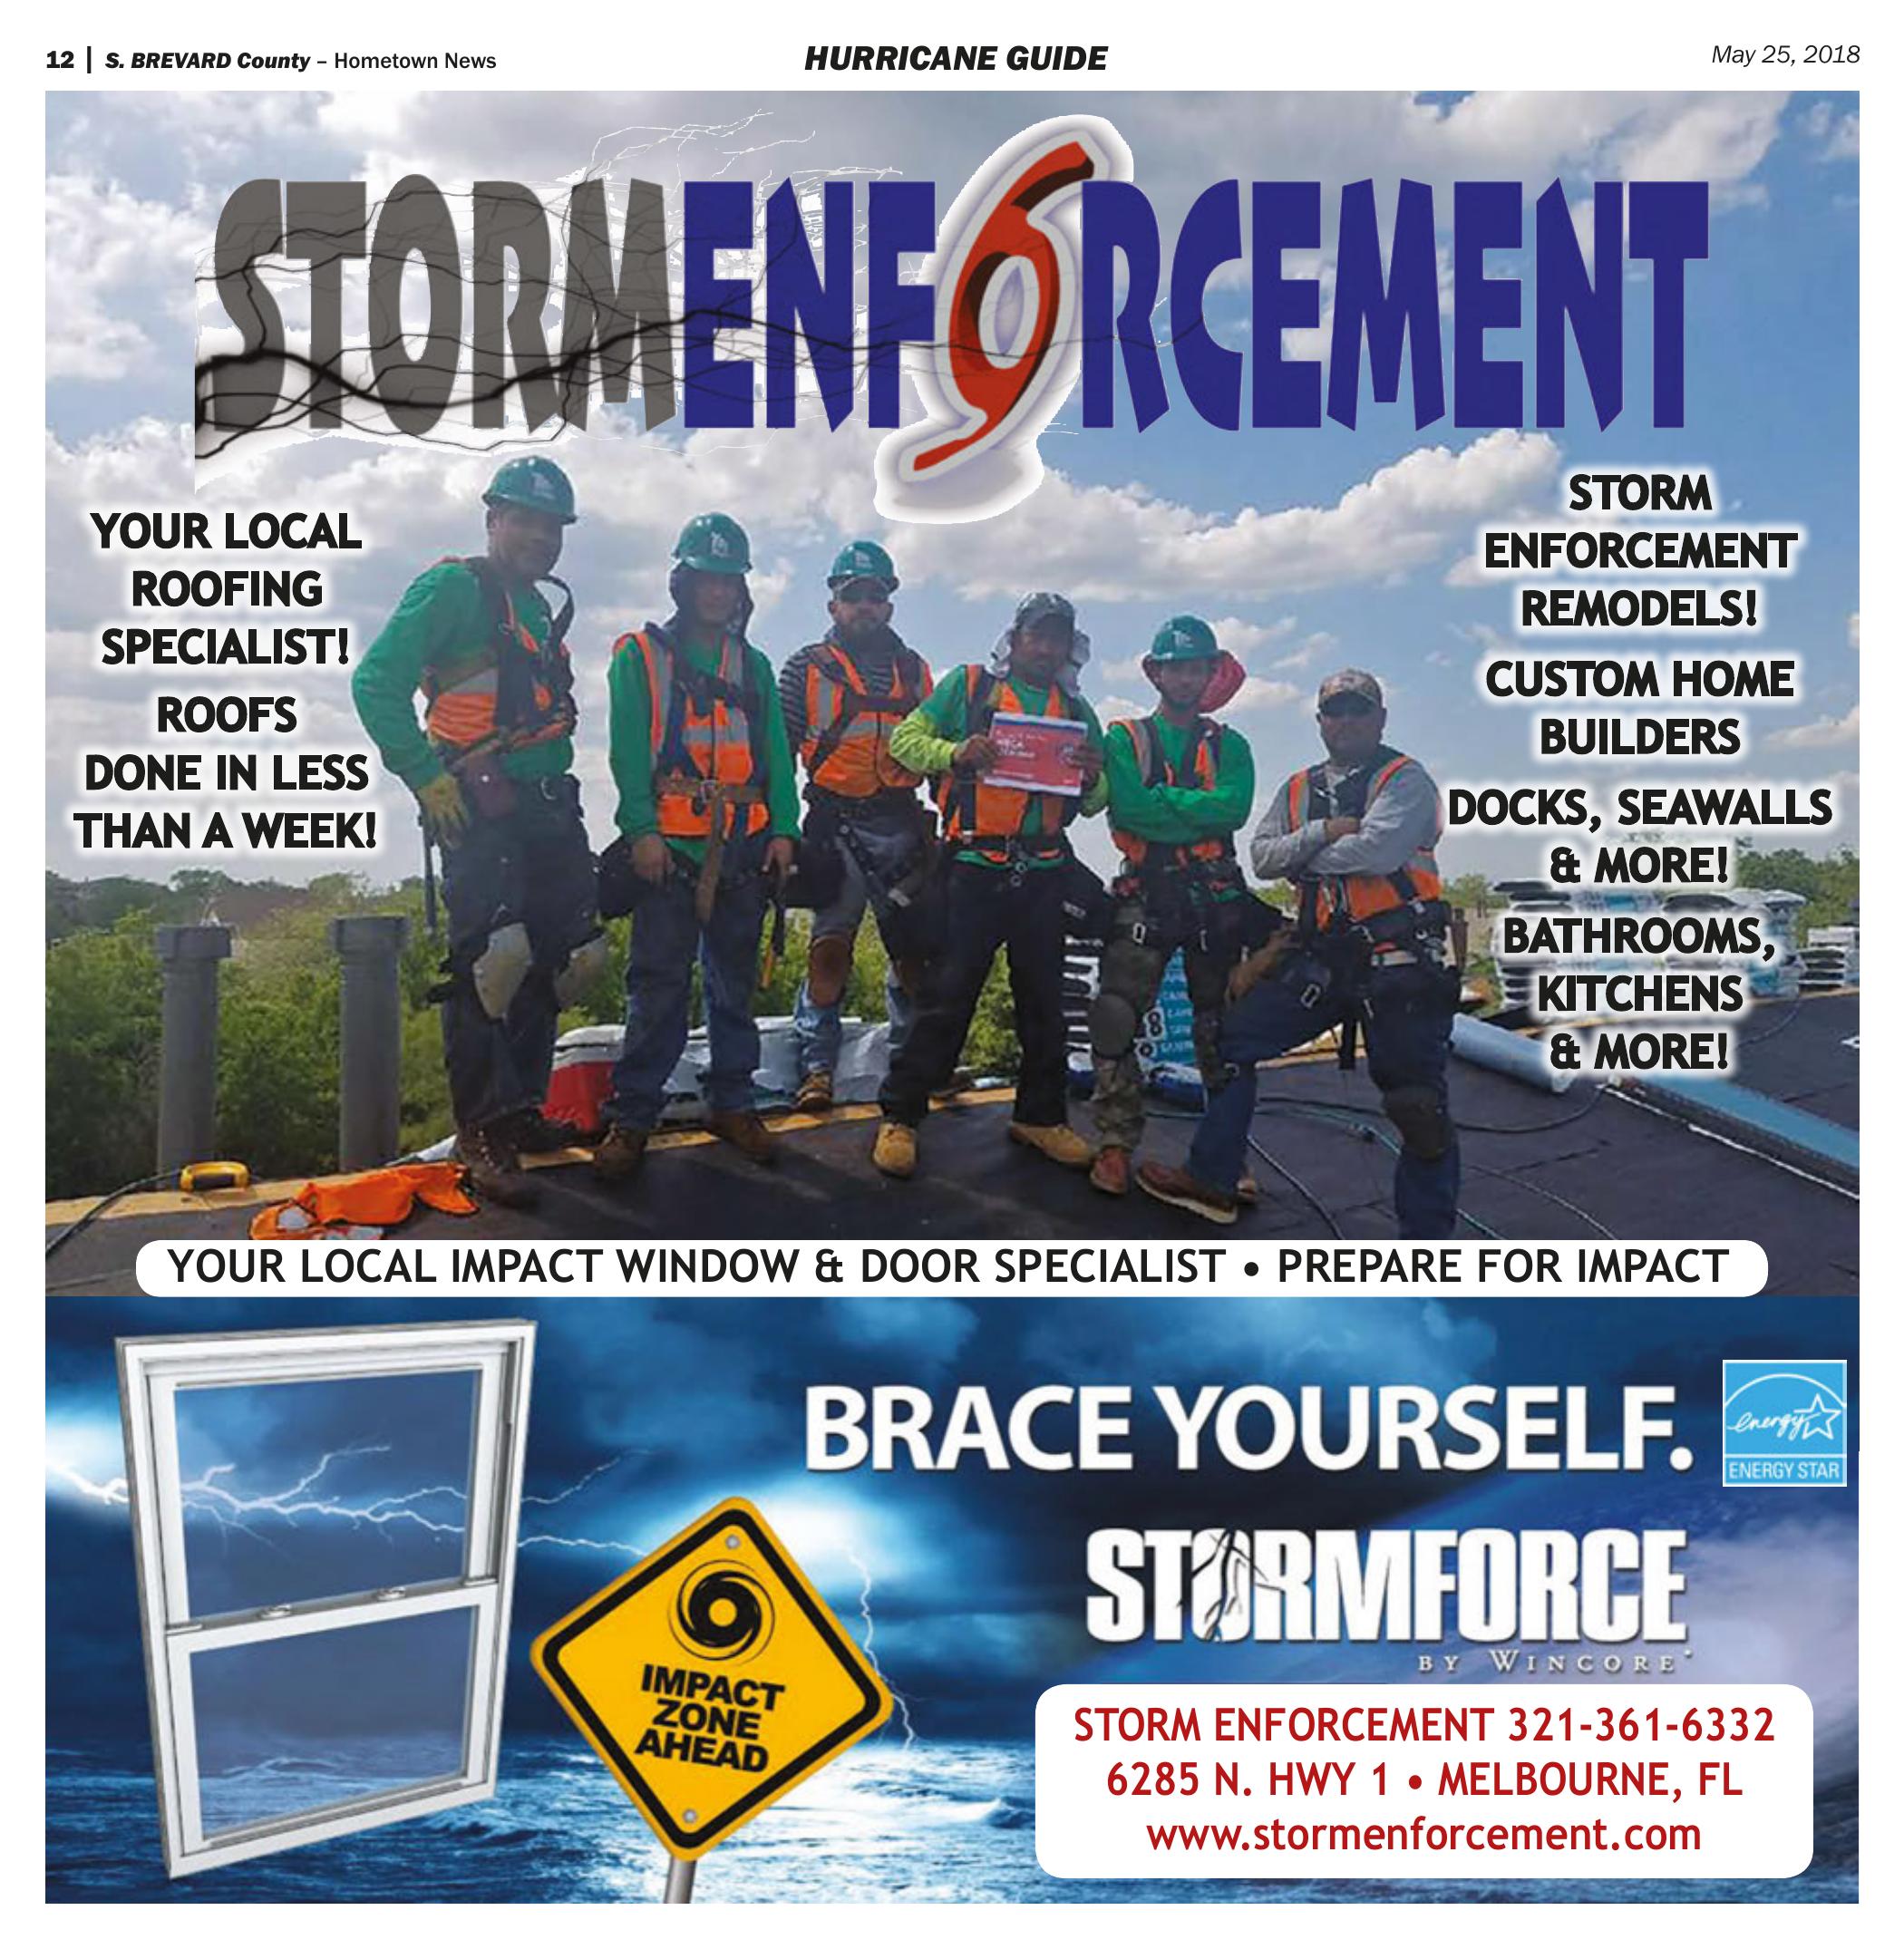 12 | S. BREVARD County – Hometown News
HURRICANE GUIDE
May 25, 2018
STORMENFORCEMENT
YOUR LOCAL
ROOFING
SPECIALIST!
ROOFS
DONE IN LESS
THAN A WEEK!
STORM
ENFORCEMENT
REMODELS!
CUSTOM HOME
BUILDERS
DOCKS, SEAWALLS
& MORE!
BATHROOMS,
KITCHENS
& MORE!
YOUR LOCAL IMPACT WINDOW & DOOR SPECIALIST • PREPARE FOR IMPACT
BRACE YOURSELF.
energy
ENERGY STAR
STORMFORCE
BY WINCORE
IMPACT
ZONE
AHEAD
STORM ENFORCEMENT 321-361-6332
6285 N. HWY 1 • MELBOURNE, FL
www.stormenforcement.com